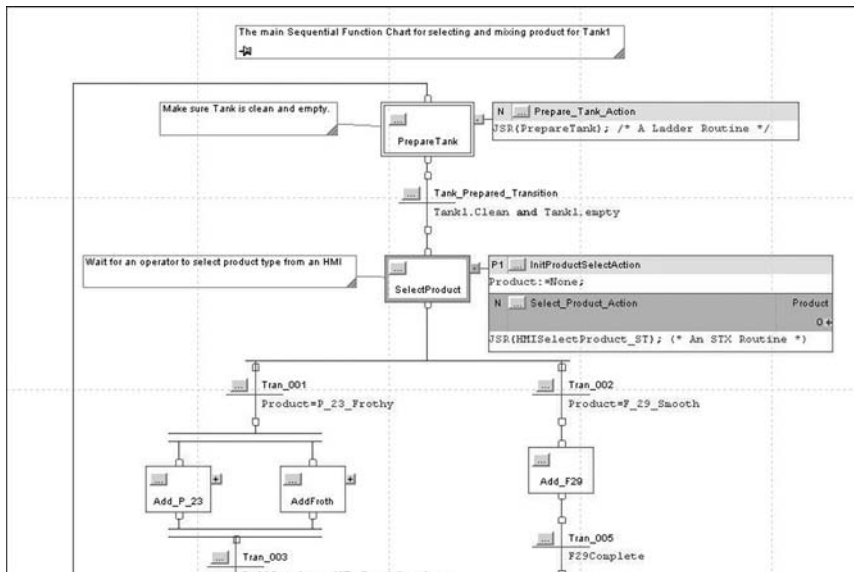 The main Sequential Function Chart for selecting and mixing product for Tank1
Make sure Tank is clean and empty.
PrepareTank
N ... Prepare_Tank_Action
JSR(PrepareTank); /* A Ladder Routine */
Tank_Prepared_Transition
Tank1.Clean and Tank1.empty
Wait for an operator to select product type from an HMI
SelectProduct
P1 ... InitProductSelectAction
Product:=None;
N ... Select_Product_Action Product
0
JSR(HMISelectProduct_ST); (* An STX Routine *)
Tran_001
Product=P_23_Frothy
Tran_002
Product=F_29_Smooth
Add_P_23
AddFroth
Add_F29
Tran_003
Tran_005
F29Complete